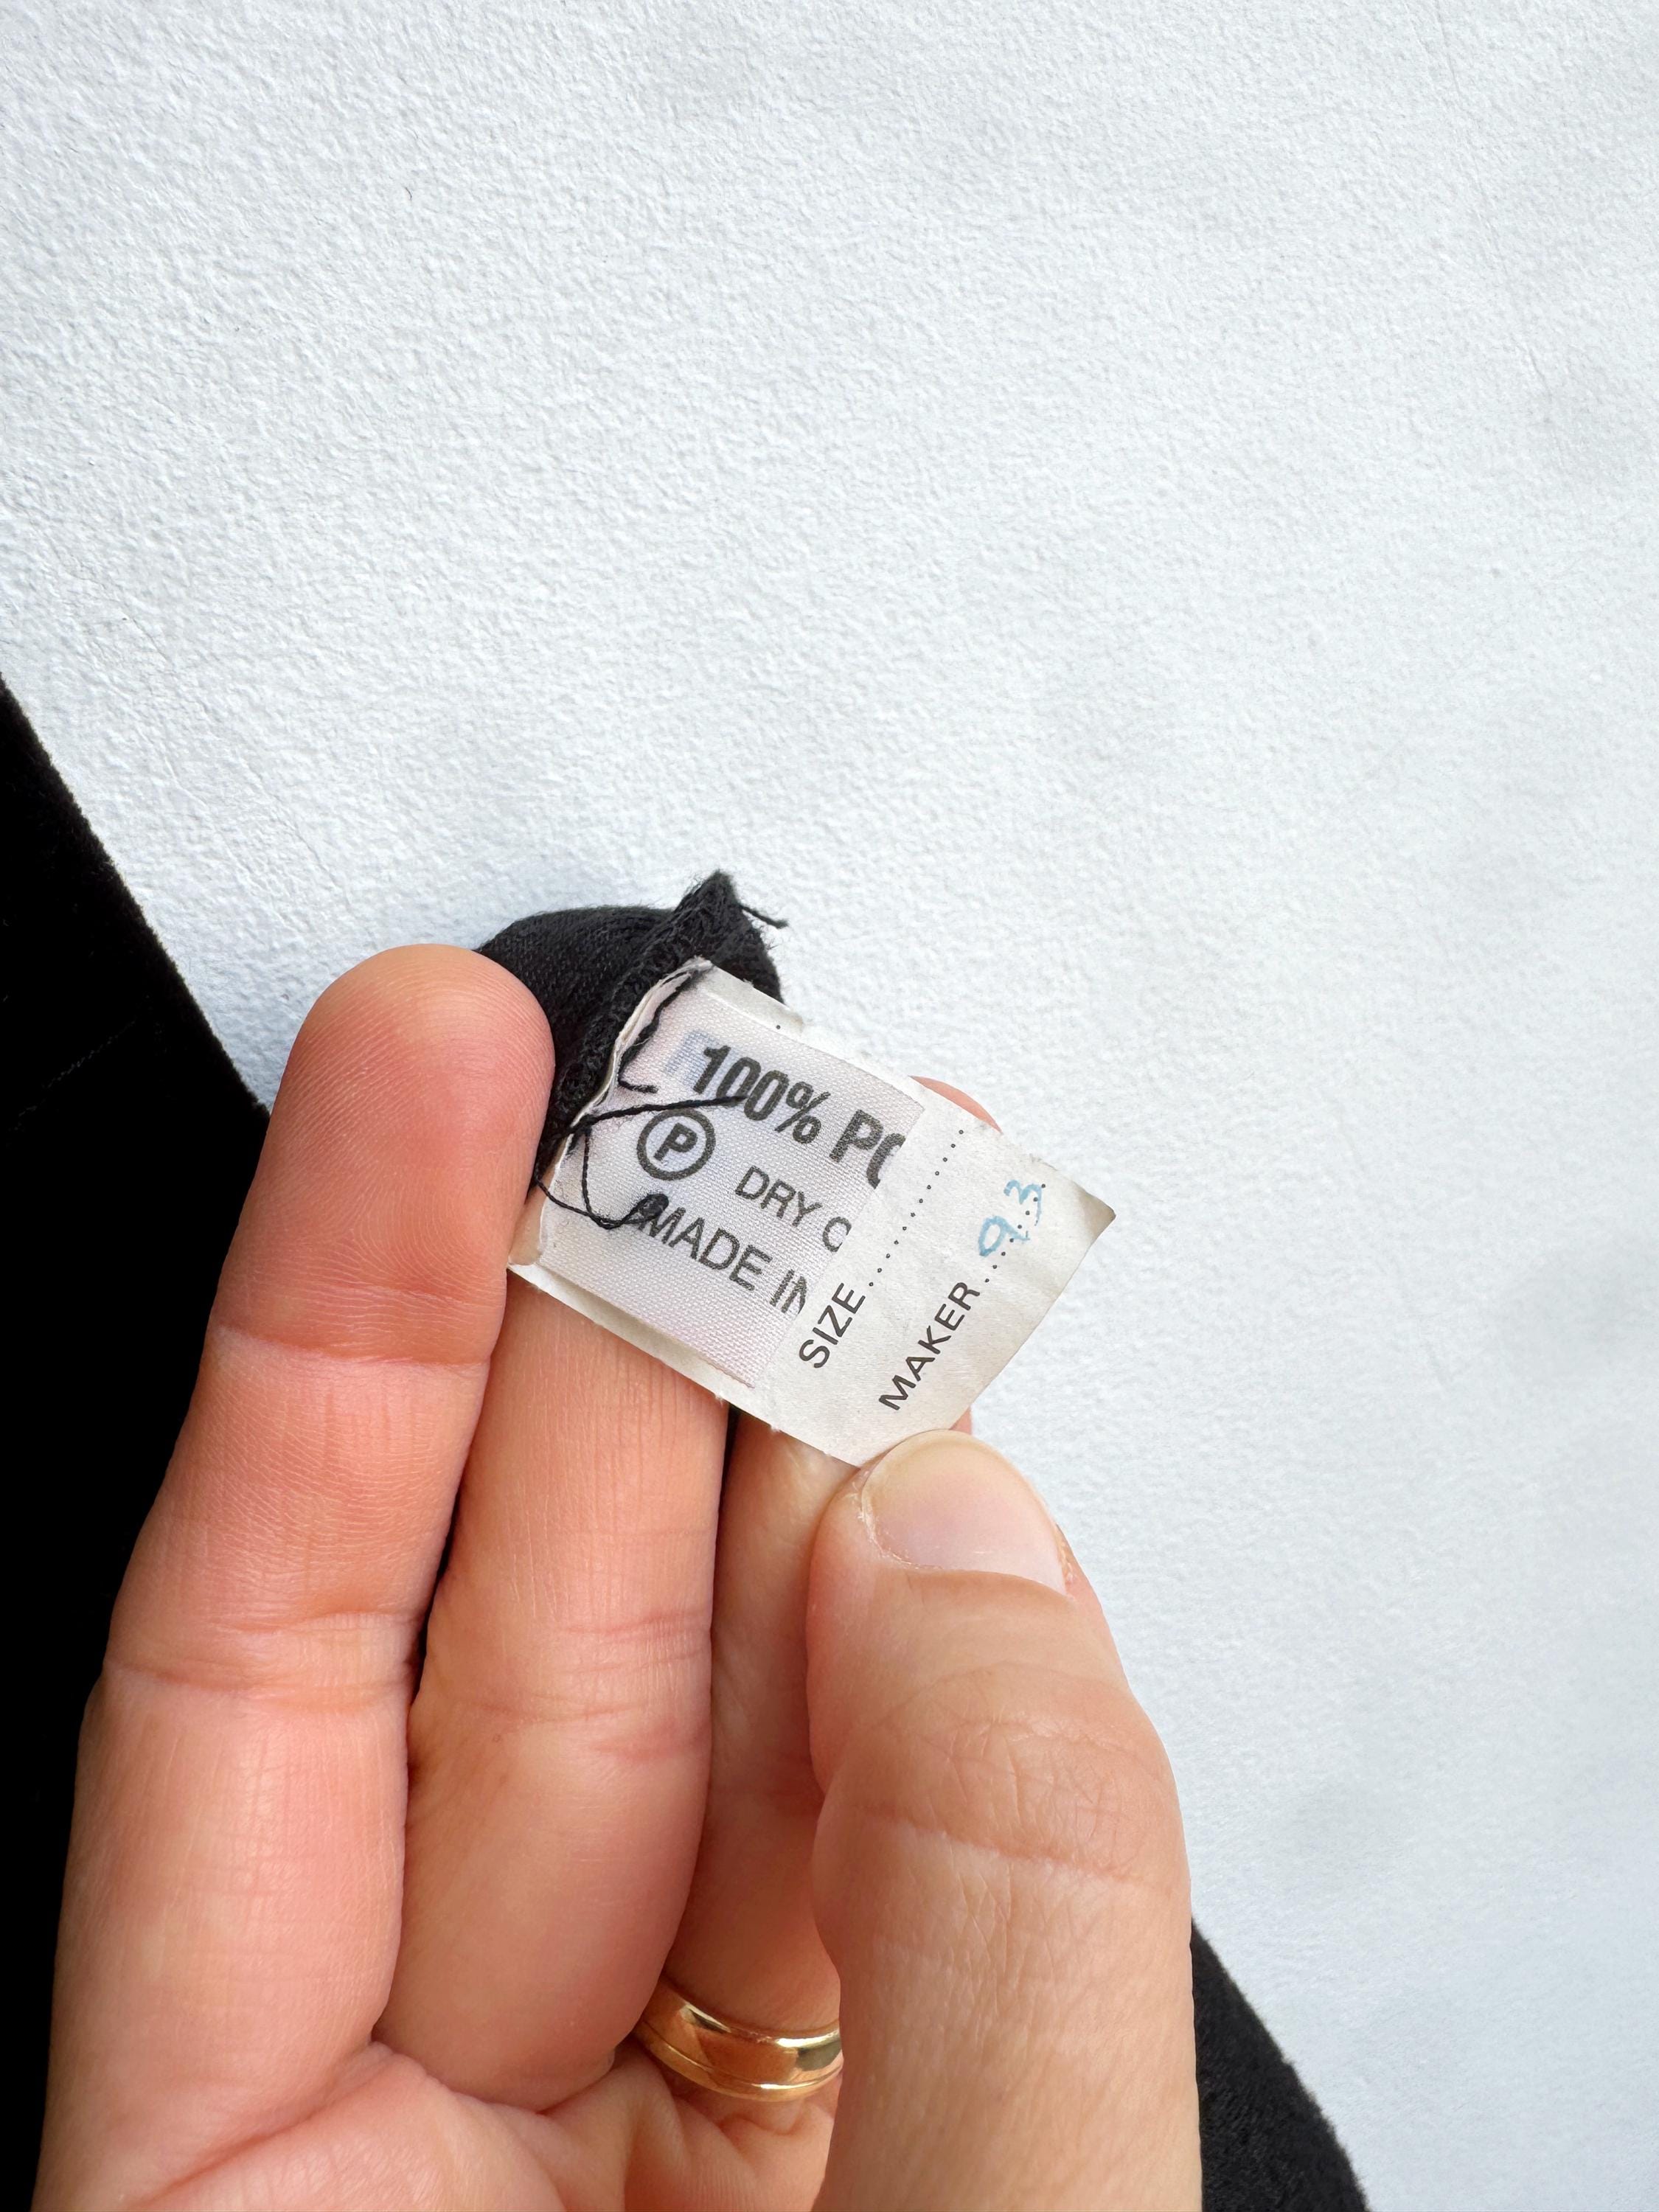 100% PO
P DRY C
MADE IN
SIZE..............
MAKER...93